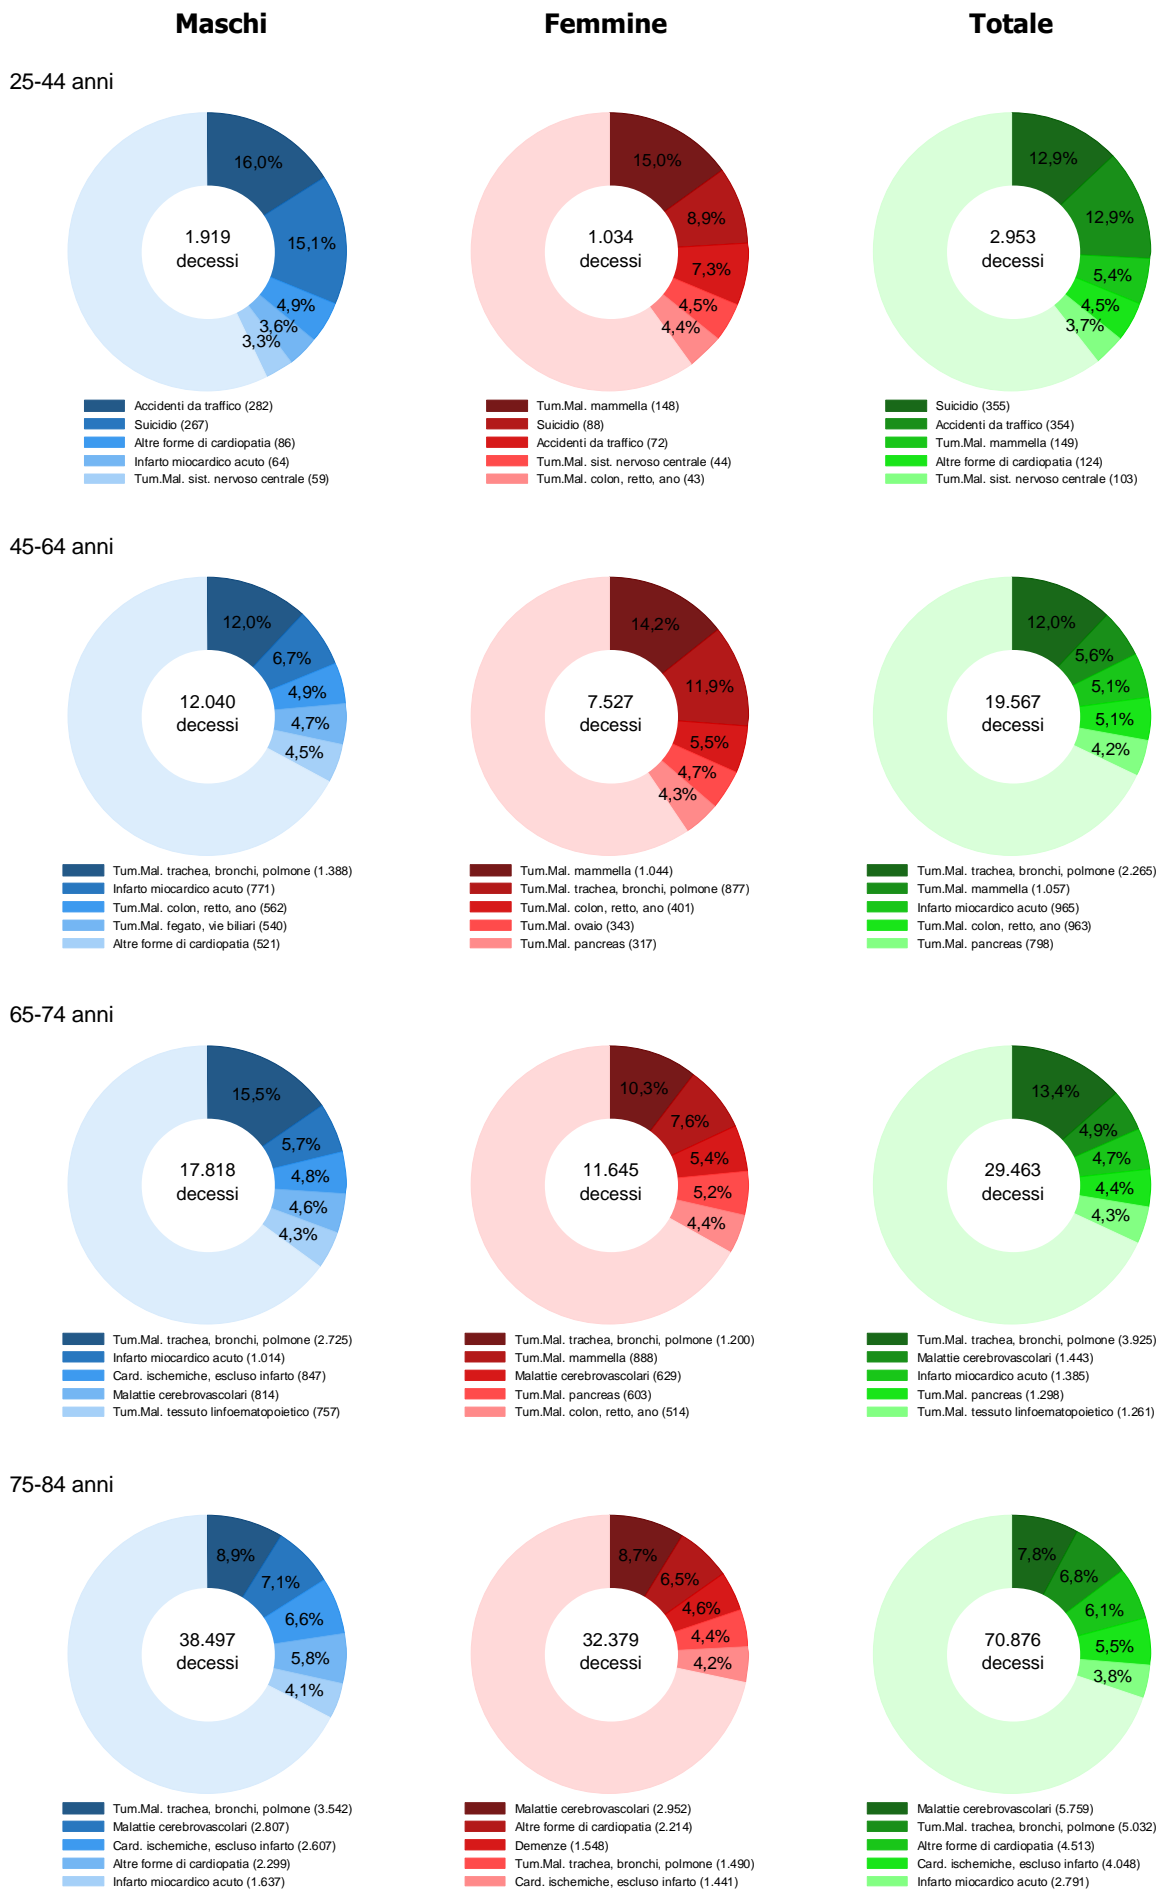 Maschi Femmine Totale
25-44 anni
16,0%
15,1%
4,9%
3,6%
3,3%
1.919
decessi
Accidenti da traffico (282)
Suicidio (267)
Altre forme di cardiopatia (86)
Infarto miocardico acuto (64)
Tum.Mal. sist. nervoso centrale (59)
15,0%
8,9%
7,3%
4,5%
4,4%
1.034
decessi
Tum.Mal. mammella (148)
Suicidio (88)
Accidenti da traffico (72)
Tum.Mal. sist. nervoso centrale (44)
Tum.Mal. colon, retto, ano (43)
12,9%
12,9%
5,4%
4,5%
3,7%
2.953
decessi
Suicidio (355)
Accidenti da traffico (354)
Tum.Mal. mammella (149)
Altre forme di cardiopatia (124)
Tum.Mal. sist. nervoso centrale (103)
45-64 anni
12,0%
6,7%
4,9%
4,7%
4,5%
12.040
decessi
Tum.Mal. trachea, bronchi, polmone (1.388)
Infarto miocardico acuto (771)
Tum.Mal. colon, retto, ano (562)
Tum.Mal. fegato, vie biliari (540)
Altre forme di cardiopatia (521)
14,2%
11,9%
5,5%
4,7%
4,3%
7.527
decessi
Tum.Mal. mammella (1.044)
Tum.Mal. trachea, bronchi, polmone (877)
Tum.Mal. colon, retto, ano (401)
Tum.Mal. ovaio (343)
Tum.Mal. pancreas (317)
12,0%
5,6%
5,1%
5,1%
4,2%
19.567
decessi
Tum.Mal. trachea, bronchi, polmone (2.265)
Tum.Mal. mammella (1.057)
Infarto miocardico acuto (965)
Tum.Mal. colon, retto, ano (963)
Tum.Mal. pancreas (798)
65-74 anni
15,5%
5,7%
4,8%
4,6%
4,3%
17.818
decessi
Tum.Mal. trachea, bronchi, polmone (2.725)
Infarto miocardico acuto (1.014)
Card. ischemiche, escluso infarto (847)
Malattie cerebrovascolari (814)
Tum.Mal. tessuto linfoematopoietico (757)
10,3%
7,6%
5,4%
5,2%
4,4%
11.645
decessi
Tum.Mal. trachea, bronchi, polmone (1.200)
Tum.Mal. mammella (888)
Malattie cerebrovascolari (629)
Tum.Mal. pancreas (603)
Tum.Mal. colon, retto, ano (514)
13,4%
4,9%
4,7%
4,4%
4,3%
29.463
decessi
Tum.Mal. trachea, bronchi, polmone (3.925)
Malattie cerebrovascolari (1.443)
Infarto miocardico acuto (1.385)
Tum.Mal. pancreas (1.298)
Tum.Mal. tessuto linfoematopoietico (1.261)
75-84 anni
8,9%
7,1%
6,6%
5,8%
4,1%
38.497
decessi
Tum.Mal. trachea, bronchi, polmone (3.542)
Malattie cerebrovascolari (2.807)
Card. ischemiche, escluso infarto (2.607)
Altre forme di cardiopatia (2.299)
Infarto miocardico acuto (1.637)
8,7%
6,5%
4,6%
4,4%
4,2%
32.379
decessi
Malattie cerebrovascolari (2.952)
Altre forme di cardiopatia (2.214)
Demenze (1.548)
Tum.Mal. trachea, bronchi, polmone (1.490)
Card. ischemiche, escluso infarto (1.441)
7,8%
6,8%
6,1%
5,5%
3,8%
70.876
decessi
Malattie cerebrovascolari (5.759)
Tum.Mal. trachea, bronchi, polmone (5.032)
Altre forme di cardiopatia (4.513)
Card. ischemiche, escluso infarto (4.048)
Infarto miocardico acuto (2.791)